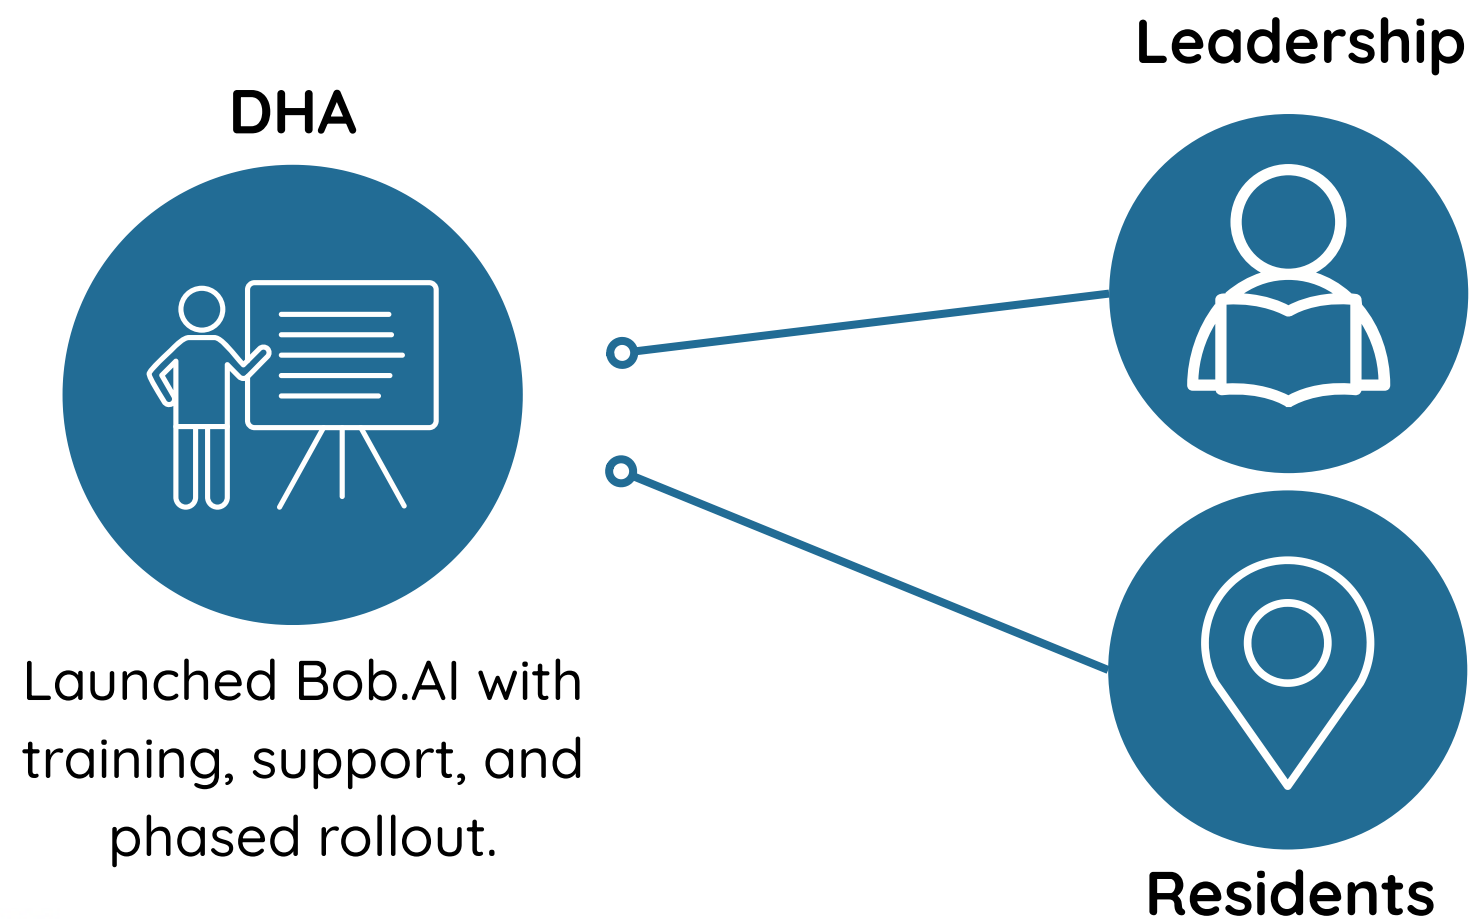 DHA
Launched Bob.AI with
training, support, and
phased rollout.
Leadership
Residents